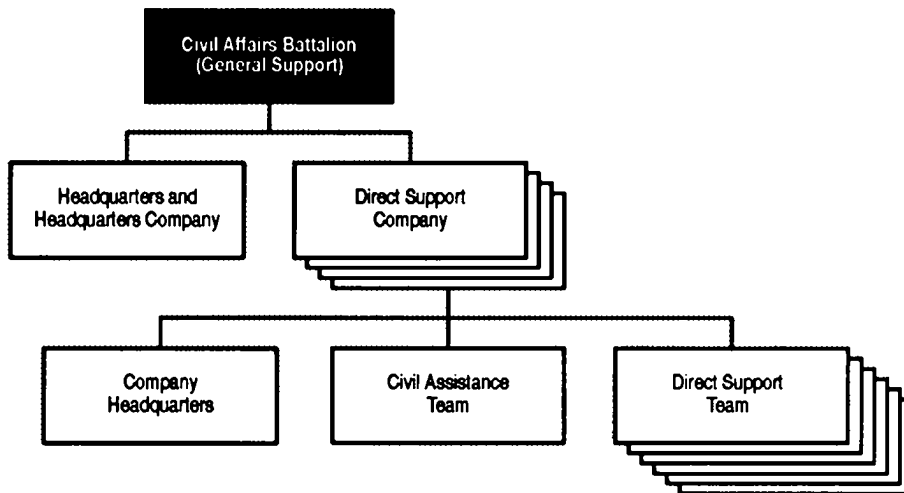 Civil Affairs Battalion
(General Support)
Headquarters and
Headquarters Company
Direct Support
Company
Company
Headquarters
Civil Assistance
Team
Direct Support
Team